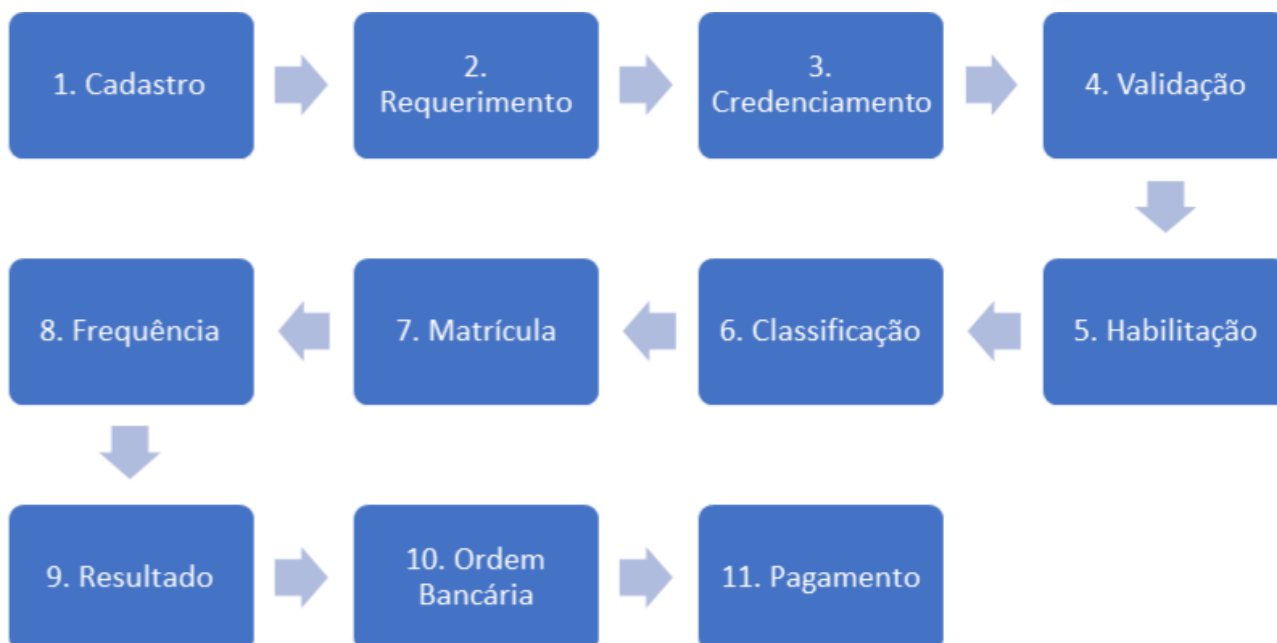 1. Cadastro
2.
Requerimento
3.
Credenciamento
4. Validação
5. Habilitação
6. Classificação
7. Matrícula
8. Frequência
9. Resultado
10. Ordem
Bancária
11. Pagamento